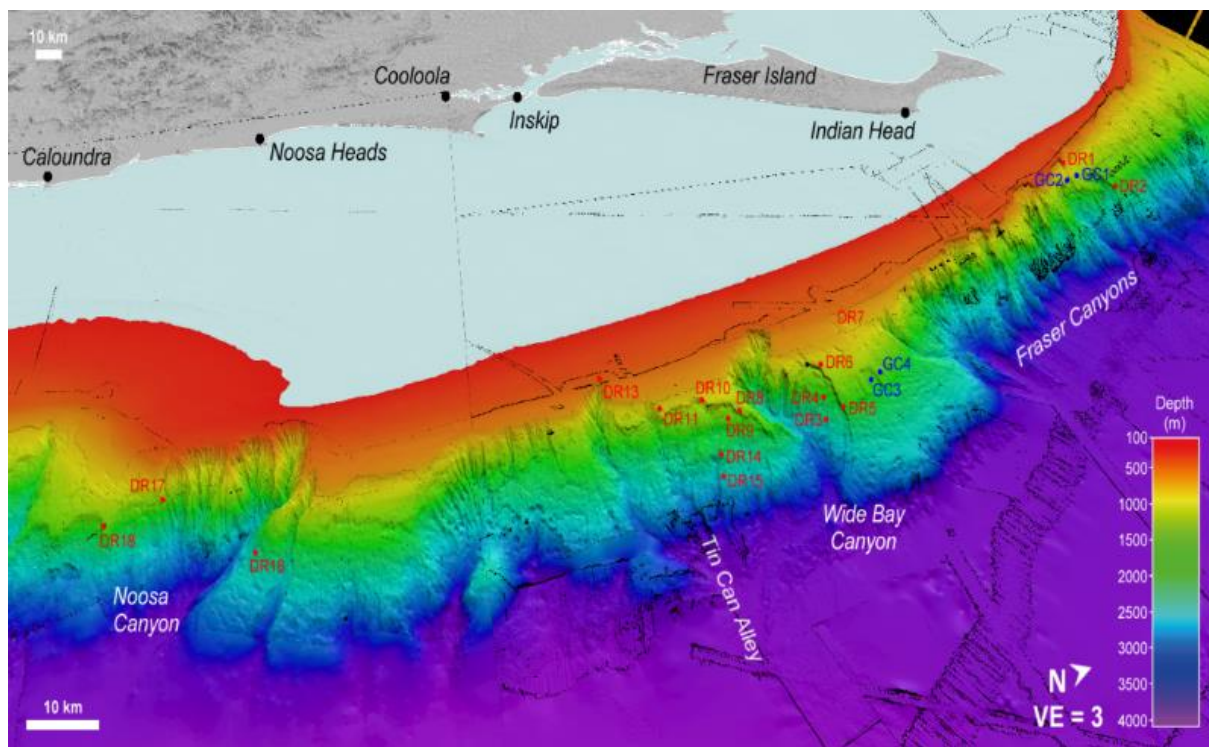 10 km
Cooloola
Fraser Island
Inskip
Indian Head
Noosa Heads
Caloundra
DR1
GC2
GC1
DR2
Fraser Canyons
DR7
DR6
GC4
GC3
DR4
DR5
DR3
DR13
DR10
DR8
DR11
DR9
DR14
DR15
Wide Bay
Canyon
Tin Can Alley
DR17
DR18
DR16
Noosa
Canyon
Depth
(m)
100
500
1000
1500
2000
2500
3000
3500
4000
10 km
N
VE = 3